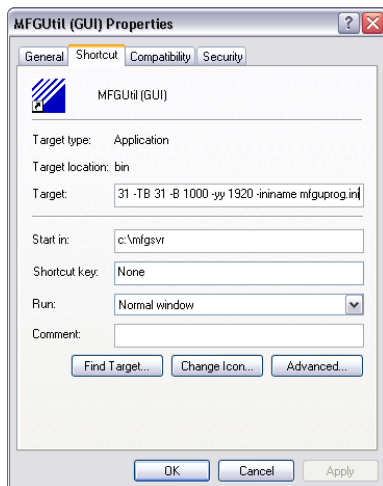 MFGUtil (GUI) Properties
General Shortcut Compatibility Security
MFGUtil (GUI)
Target type: Application
Target location: bin
Target: 31 -TB 31 -B 1000 -yy 1920 -ininame mfguprog.ini
Start in: c:\mfgsvr
Shortcut key: None
Run: Normal window
Comment:
Find Target... Change Icon... Advanced...
OK Cancel Apply